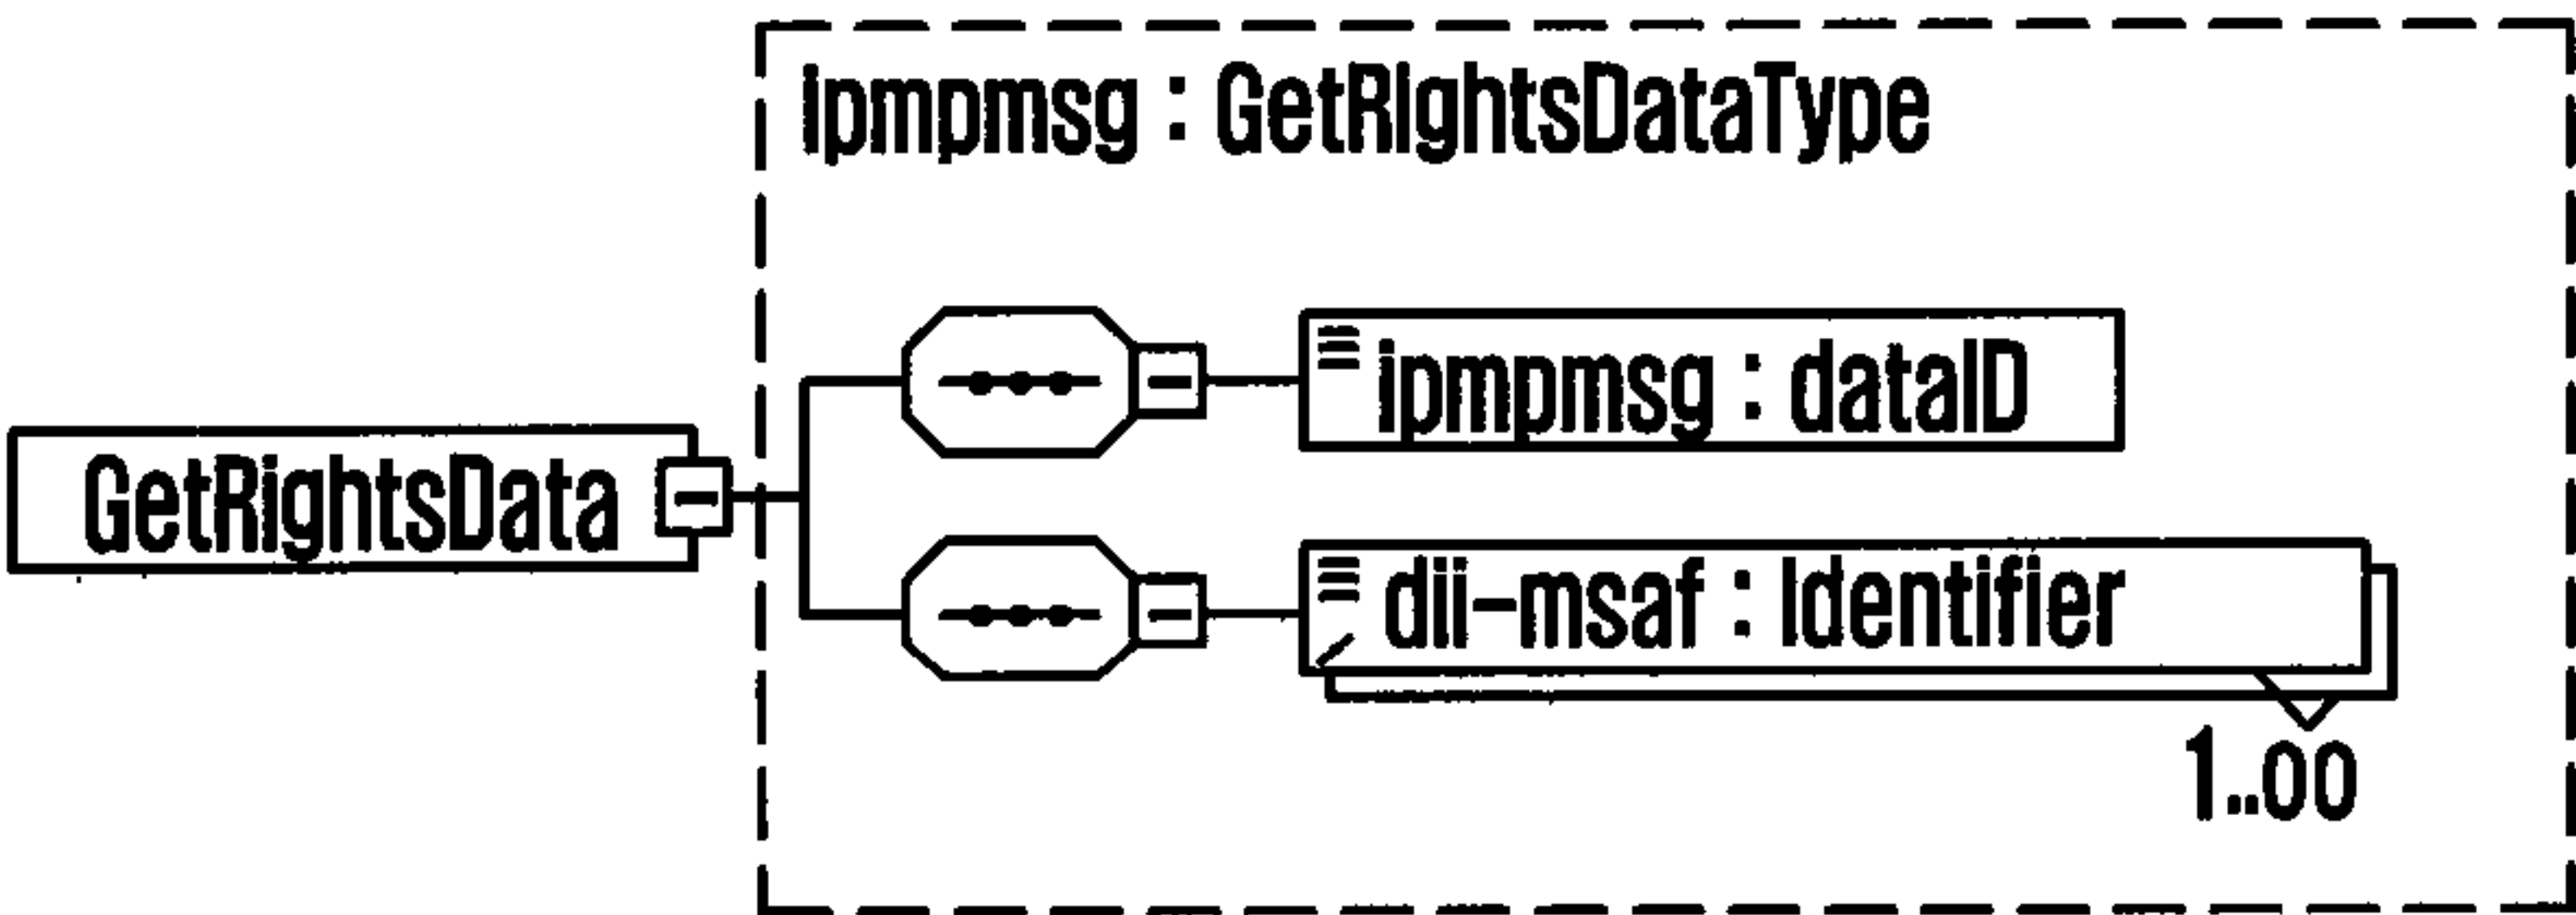 ipmpmsg : GetRightsDataType
ipmpmsg : dataID
GetRightsData
dii-msaf : Identifier
1..00